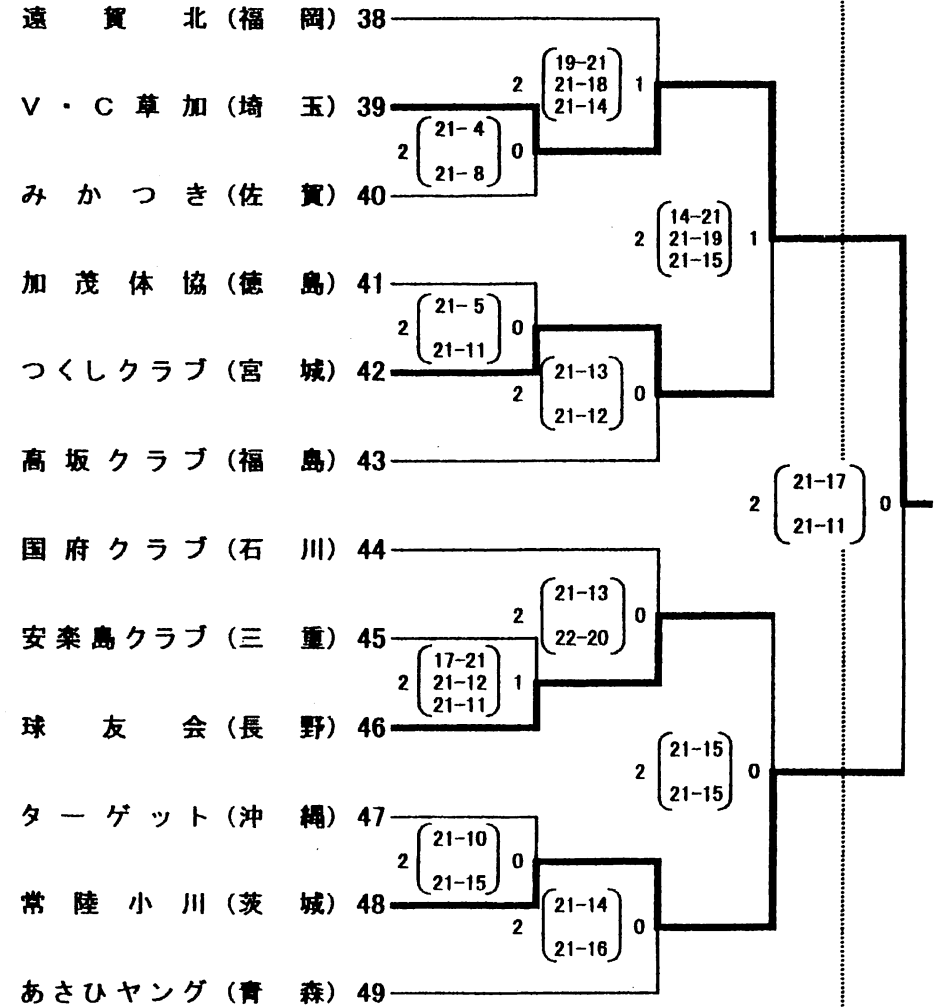 遠賀北(福岡) 38
19-21
2 21-18 1
21-14
V・C草加(埼玉) 39
21-4
2 0
21-8
みかつき(佐賀) 40
14-21
2 21-19 1
21-15
加茂体協(徳島) 41
21-5
2 0
21-11
つくしクラブ(宮城) 42
21-13
2 0
21-12
高坂クラブ(福島) 43
21-17
2 0
21-11
国府クラブ(石川) 44
21-13
2 0
22-20
安楽島クラブ(三重) 45
17-21
2 21-12 1
21-11
球友会(長野) 46
21-15
2 0
21-15
ターゲット(沖縄) 47
21-10
2 0
21-15
常陸小川(茨城) 48
21-14
2 0
21-16
あさひヤング(青森) 49